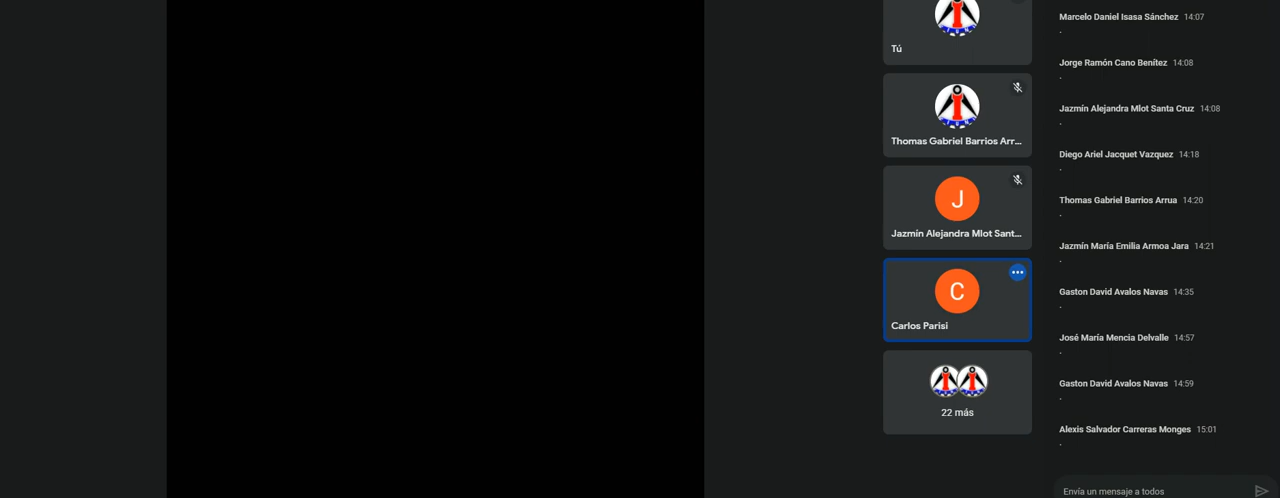 Tú
Thomas Gabriel Barrios Arr...
J
Jazmín Alejandra Mlot Sant...
C
Carlos Parisi
22 más
Marcelo Daniel Isasa Sánchez 14:07
.
Jorge Ramón Cano Benítez 14:08
.
Jazmín Alejandra Mlot Santa Cruz 14:08
.
Diego Ariel Jacquet Vazquez 14:18
.
Thomas Gabriel Barrios Arrua 14:20
.
Jazmín María Emilia Armoa Jara 14:21
.
Gaston David Avalos Navas 14:35
.
José María Mencia Delvalle 14:57
.
Gaston David Avalos Navas 14:59
.
Alexis Salvador Carreras Monges 15:01
.
Envía un mensaje a todos